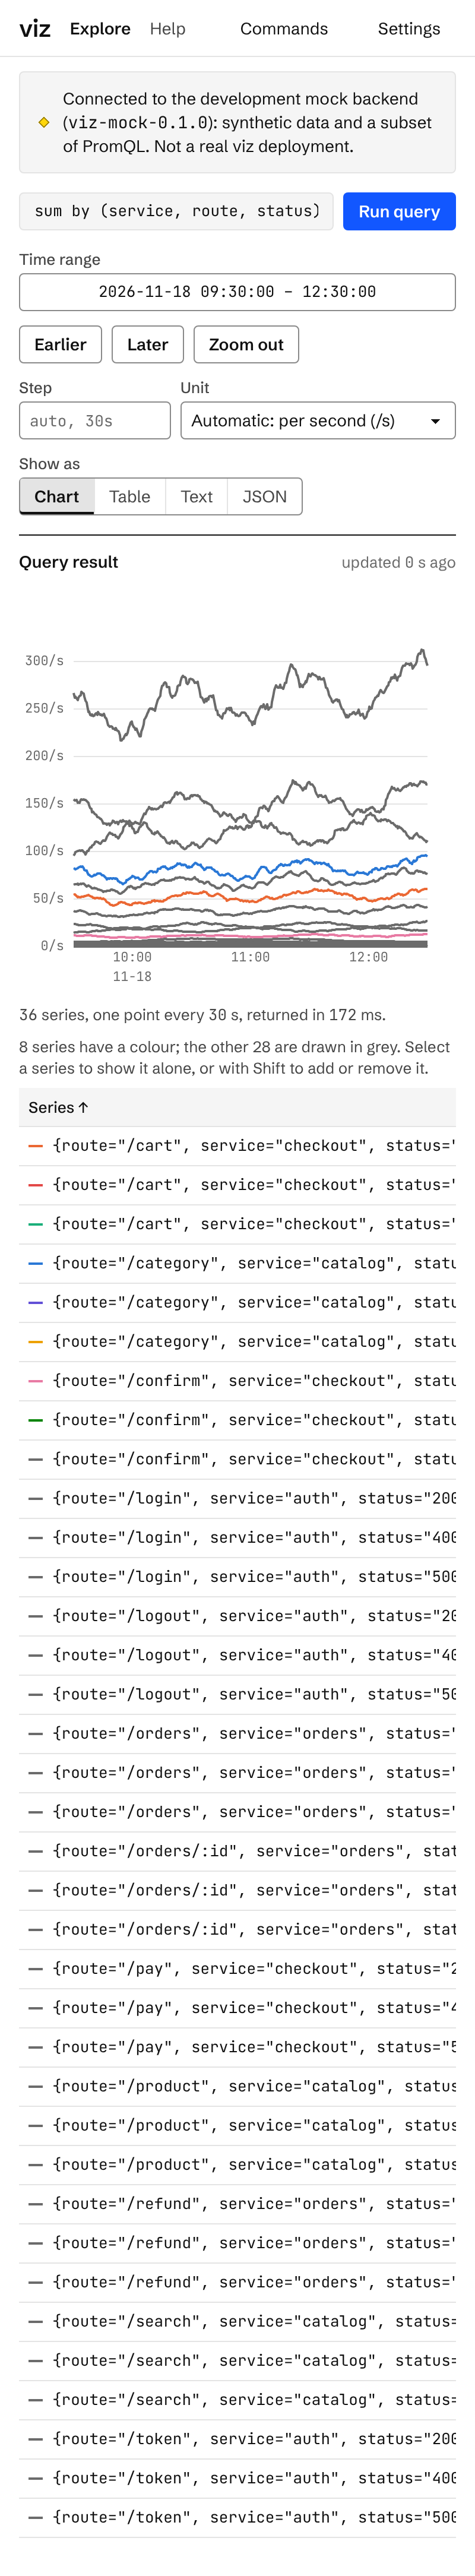 viz Explore Help Commands Settings
Connected to the development mock backend
(viz-mock-0.1.0): synthetic data and a subset
of PromQL. Not a real viz deployment.
sum by (service, route, status)
Run query
Time range
2026-11-18 09:30:00 – 12:30:00
Earlier Later Zoom out
Step Unit
auto, 30s Automatic: per second (/s)
Show as
Chart Table Text JSON
Query result updated 0 s ago
300/s
250/s
200/s
150/s
100/s
50/s
0/s
10:00 11:00 12:00
11-18
36 series, one point every 30 s, returned in 172 ms.
8 series have a colour; the other 28 are drawn in grey. Select
a series to show it alone, or with Shift to add or remove it.
Series ↑
{route="/cart", service="checkout", status="
{route="/cart", service="checkout", status="
{route="/cart", service="checkout", status="
{route="/category", service="catalog", statu
{route="/category", service="catalog", statu
{route="/category", service="catalog", statu
{route="/confirm", service="checkout", statu
{route="/confirm", service="checkout", statu
{route="/confirm", service="checkout", statu
{route="/login", service="auth", status="200
{route="/login", service="auth", status="400
{route="/login", service="auth", status="500
{route="/logout", service="auth", status="20
{route="/logout", service="auth", status="40
{route="/logout", service="auth", status="50
{route="/orders", service="orders", status="
{route="/orders", service="orders", status="
{route="/orders", service="orders", status="
{route="/orders/:id", service="orders", stat
{route="/orders/:id", service="orders", stat
{route="/orders/:id", service="orders", stat
{route="/pay", service="checkout", status="2
{route="/pay", service="checkout", status="4
{route="/pay", service="checkout", status="5
{route="/product", service="catalog", status
{route="/product", service="catalog", status
{route="/product", service="catalog", status
{route="/refund", service="orders", status="
{route="/refund", service="orders", status="
{route="/refund", service="orders", status="
{route="/search", service="catalog", status=
{route="/search", service="catalog", status=
{route="/search", service="catalog", status=
{route="/token", service="auth", status="200
{route="/token", service="auth", status="400
{route="/token", service="auth", status="500